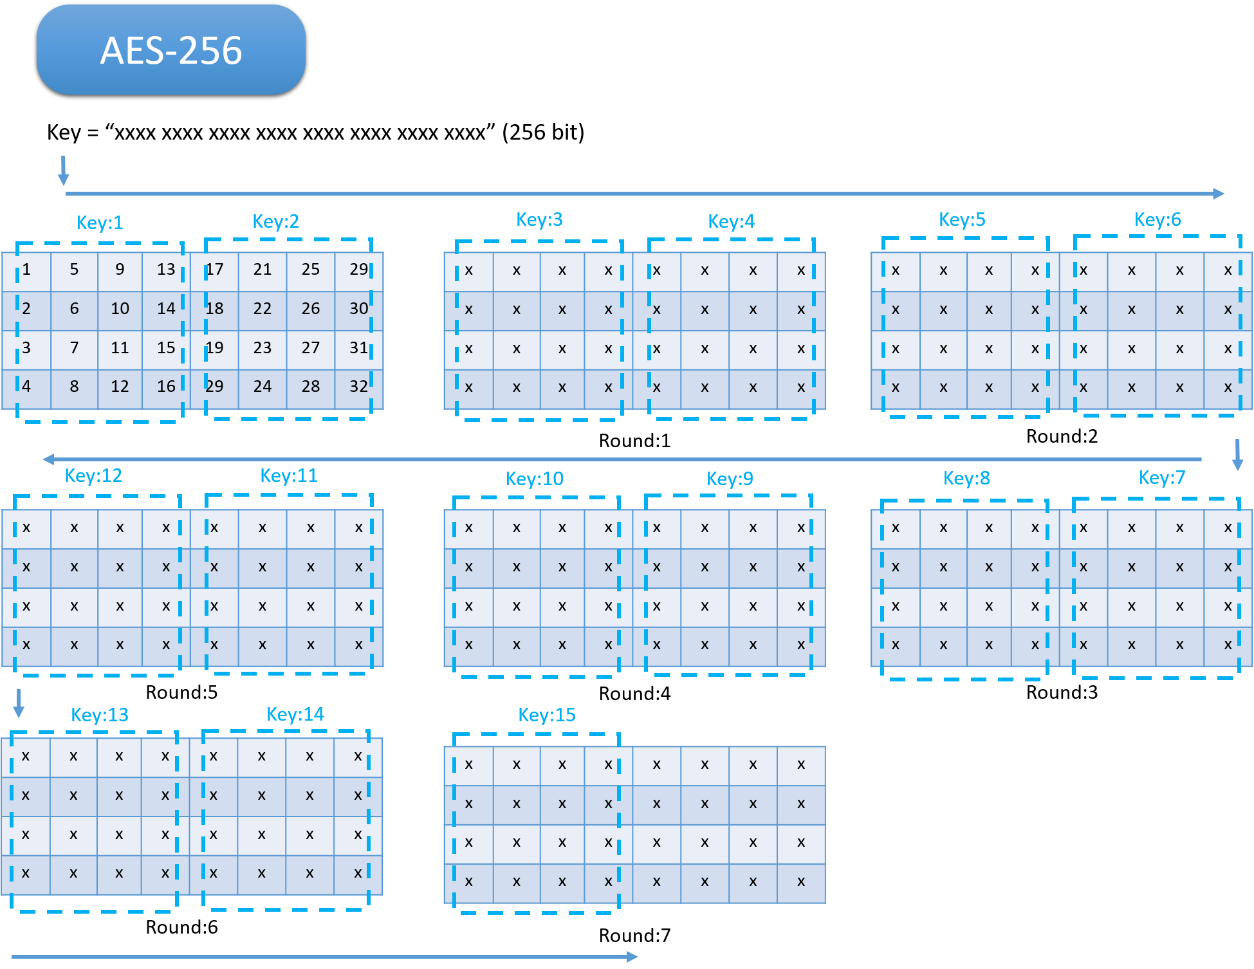 AES-256
Key = “xxxx xxxx xxxx xxxx xxxx xxxx xxxx xxxx” (256 bit)
Key:1 Key:2 Key:3 Key:4 Key:5 Key:6
1 5 9 13 17 21 25 29 x x x x x x x x x x x x x x x x
2 6 10 14 18 22 26 30 x x x x x x x x x x x x x x x x
3 7 11 15 19 23 27 31 x x x x x x x x x x x x x x x x
4 8 12 16 29 24 28 32 x x x x x x x x x x x x x x x x
Round:1 Round:2
Key:12 Key:11 Key:10 Key:9 Key:8 Key:7
x x x x x x x x x x x x x x x x x x x x x x x x
x x x x x x x x x x x x x x x x x x x x x x x x
x x x x x x x x x x x x x x x x x x x x x x x x
x x x x x x x x x x x x x x x x x x x x x x x x
Round:5 Round:4 Round:3
Key:13 Key:14 Key:15
x x x x x x x x x x x x x x x x
x x x x x x x x x x x x x x x x
x x x x x x x x x x x x x x x x
x x x x x x x x x x x x x x x x
Round:6 Round:7